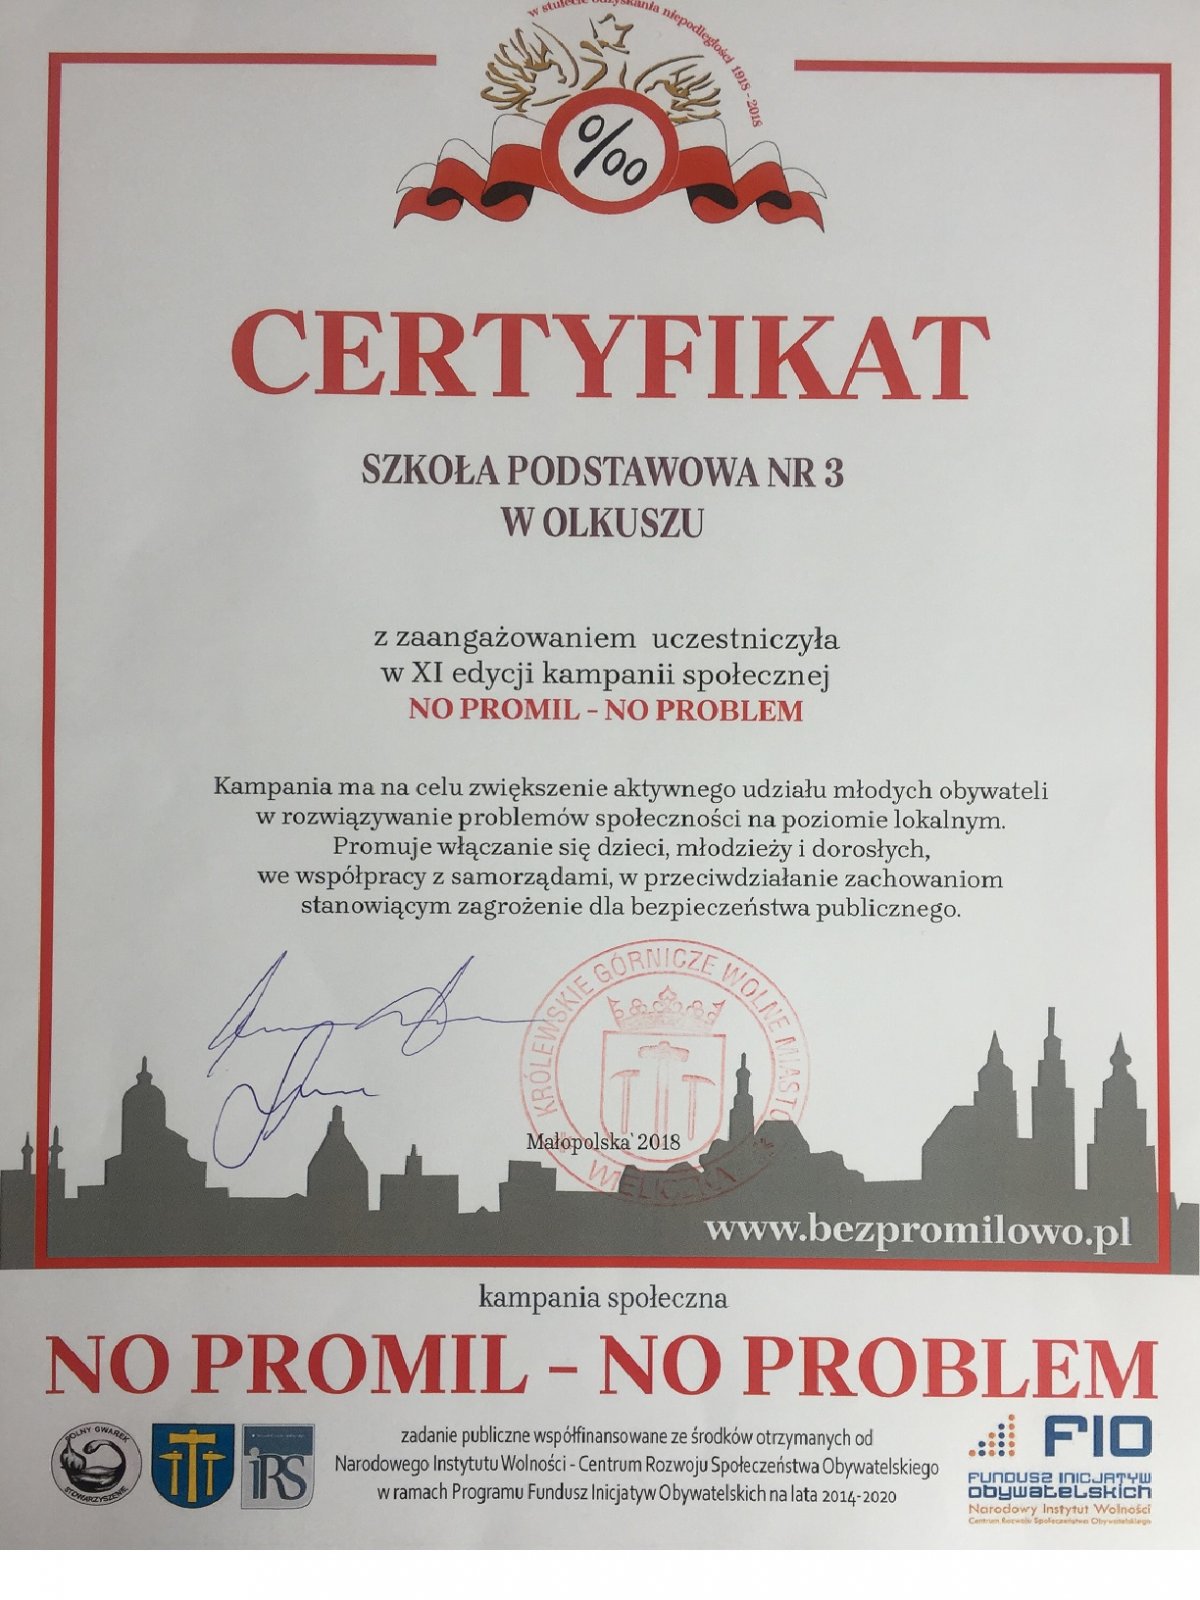 w stulecie odzyskania niepodległości 1918 - 2018
‰
CERTYFIKAT
SZKOŁA PODSTAWOWA NR 3
W OLKUSZU
z zaangażowaniem uczestniczyła
w XI edycji kampanii społecznej
NO PROMIL – NO PROBLEM
Kampania ma na celu zwiększenie aktywnego udziału młodych obywateli
w rozwiązywanie problemów społeczności na poziomie lokalnym.
Promuje włączanie się dzieci, młodzieży i dorosłych,
we współpracy z samorządami, w przeciwdziałanie zachowaniom
stanowiącym zagrożenie dla bezpieczeństwa publicznego.
KRÓLEWSKIE GÓRNICZE WOLNE MIASTO
WIELICZKA
Małopolska 2018
www.bezpromilowo.pl
kampania społeczna
NO PROMIL – NO PROBLEM
SOLNY GWAREK
STOWARZYSZENIE
iRS
zadanie publiczne współfinansowane ze środków otrzymanych od
Narodowego Instytutu Wolności - Centrum Rozwoju Społeczeństwa Obywatelskiego
w ramach Programu Fundusz Inicjatyw Obywatelskich na lata 2014-2020
FIO
FUNDUSZ INICJATYW
OBYWATELSKICH
Narodowy Instytut Wolności
Centrum Rozwoju Społeczeństwa Obywatelskiego